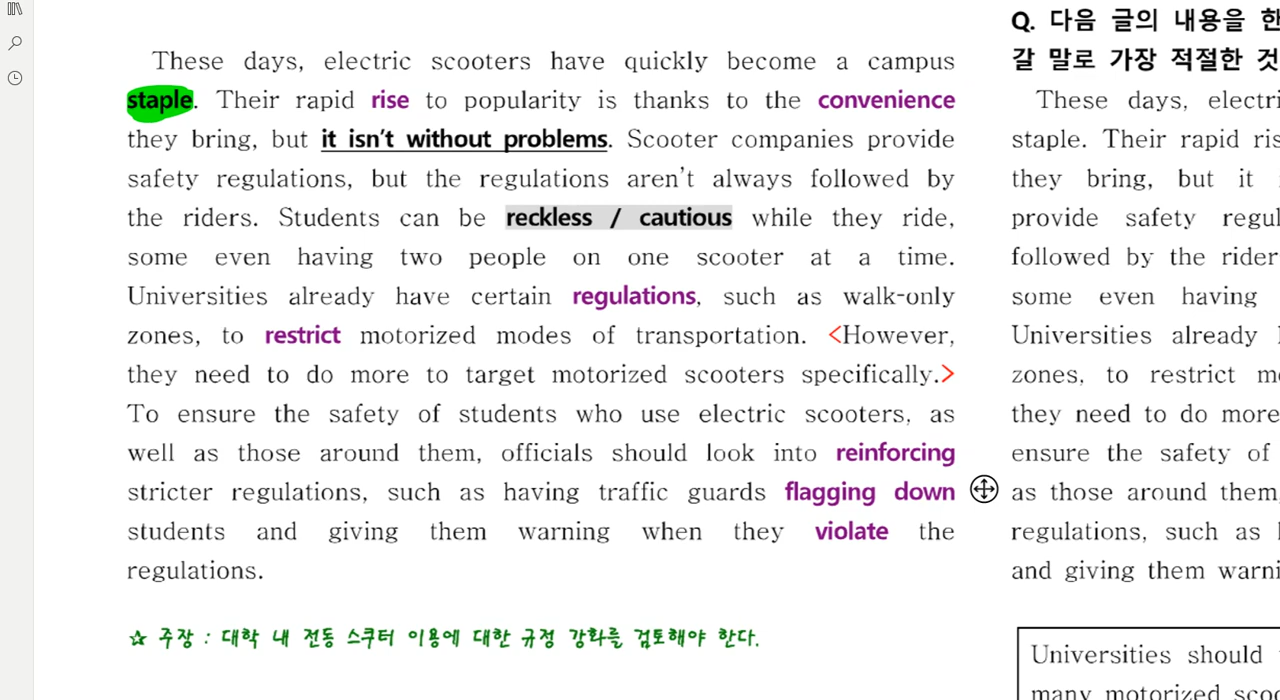 These days, electric scooters have quickly become a campus
staple. Their rapid rise to popularity is thanks to the convenience
they bring, but it isn't without problems. Scooter companies provide
safety regulations, but the regulations aren't always followed by
the riders. Students can be reckless / cautious while they ride,
some even having two people on one scooter at a time.
Universities already have certain regulations, such as walk-only
zones, to restrict motorized modes of transportation. <However,
they need to do more to target motorized scooters specifically.>
To ensure the safety of students who use electric scooters, as
well as those around them, officials should look into reinforcing
stricter regulations, such as having traffic guards flagging down
students and giving them warning when they violate the
regulations.
☆ 주장 : 대학 내 전동 스쿠터 이용에 대한 규정 강화를 검토해야 한다.
Q. 다음 글의 내용을 한
갈 말로 가장 적절한 것
These days, electri
staple. Their rapid ris
they bring, but it
provide safety regul
followed by the rider
some even having
Universities already
zones, to restrict m
they need to do more
ensure the safety of
as those around them,
regulations, such as
and giving them warni
Universities should
many motorized scoo